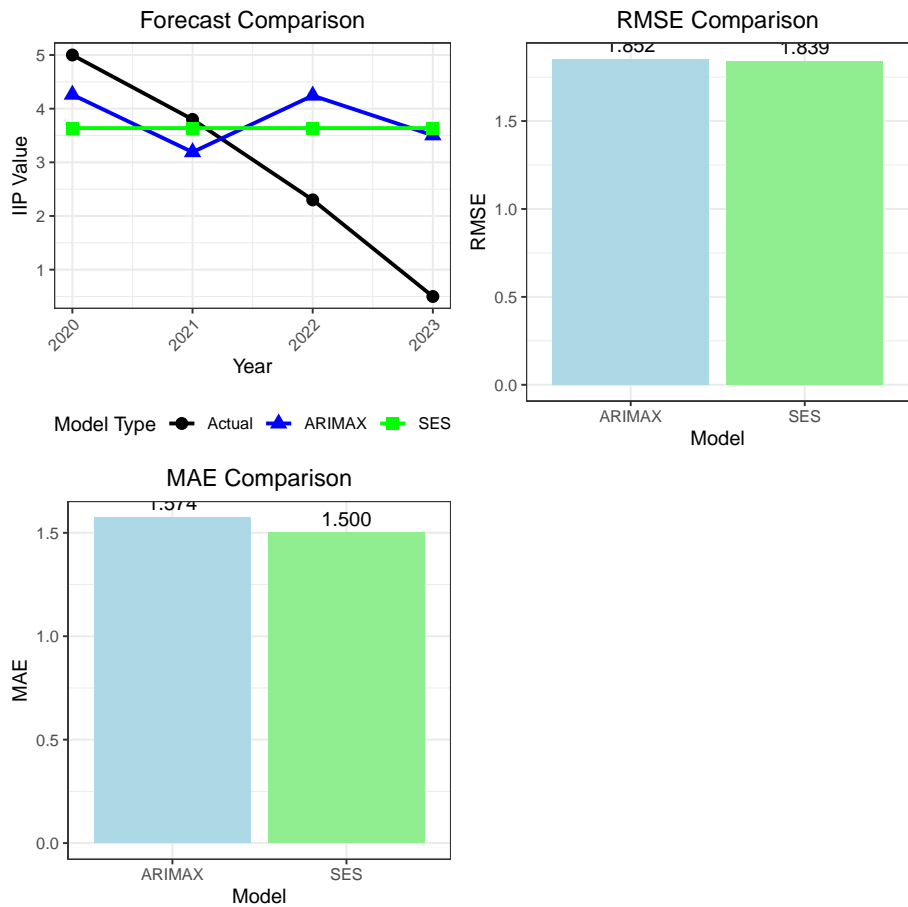 Forecast Comparison
IIP Value
5
4
3
2
1
2020
2021
2022
2023
Year
Model Type Actual ARIMAX SES
RMSE Comparison
RMSE
1.852
1.839
1.5
1.0
0.5
0.0
ARIMAX
SES
Model
MAE Comparison
MAE
1.574
1.500
1.5
1.0
0.5
0.0
ARIMAX
SES
Model